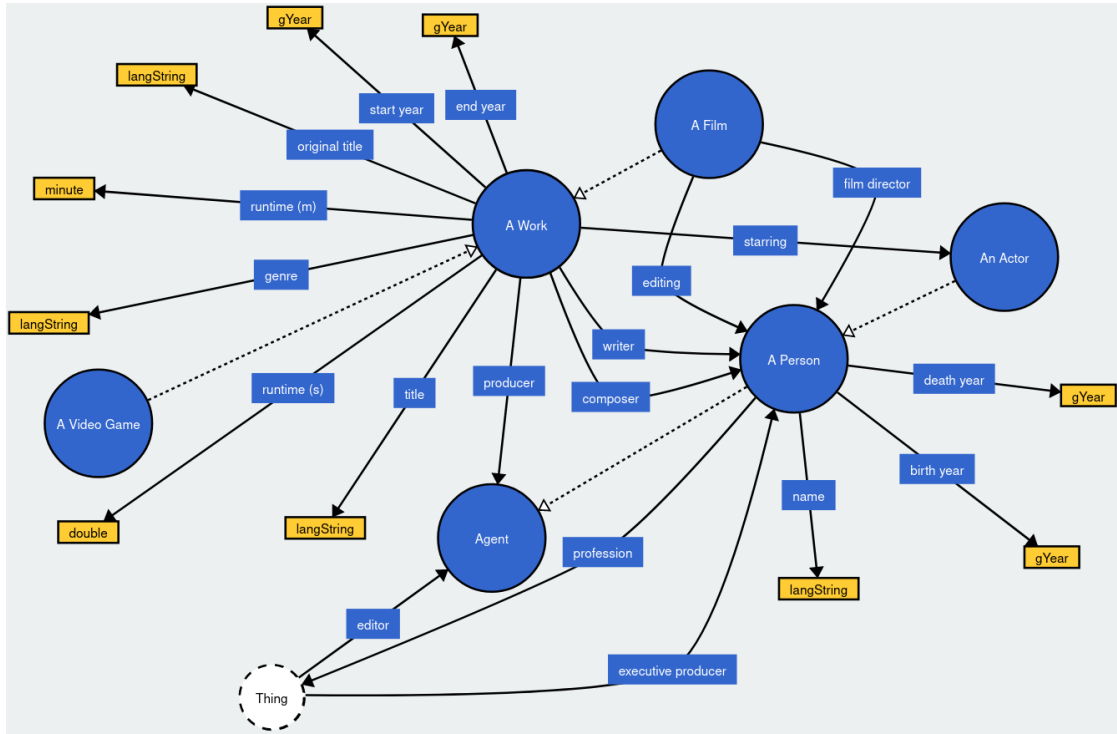 gYear
gYear
langString
start year
end year
original title
A Film
film director
minute
runtime (m)
A Work
starring
An Actor
genre
editing
langString
writer
A Person
runtime (s)
title
producer
composer
death year
gYear
A Video Game
birth year
name
double
langString
Agent
profession
gYear
langString
editor
executive producer
Thing